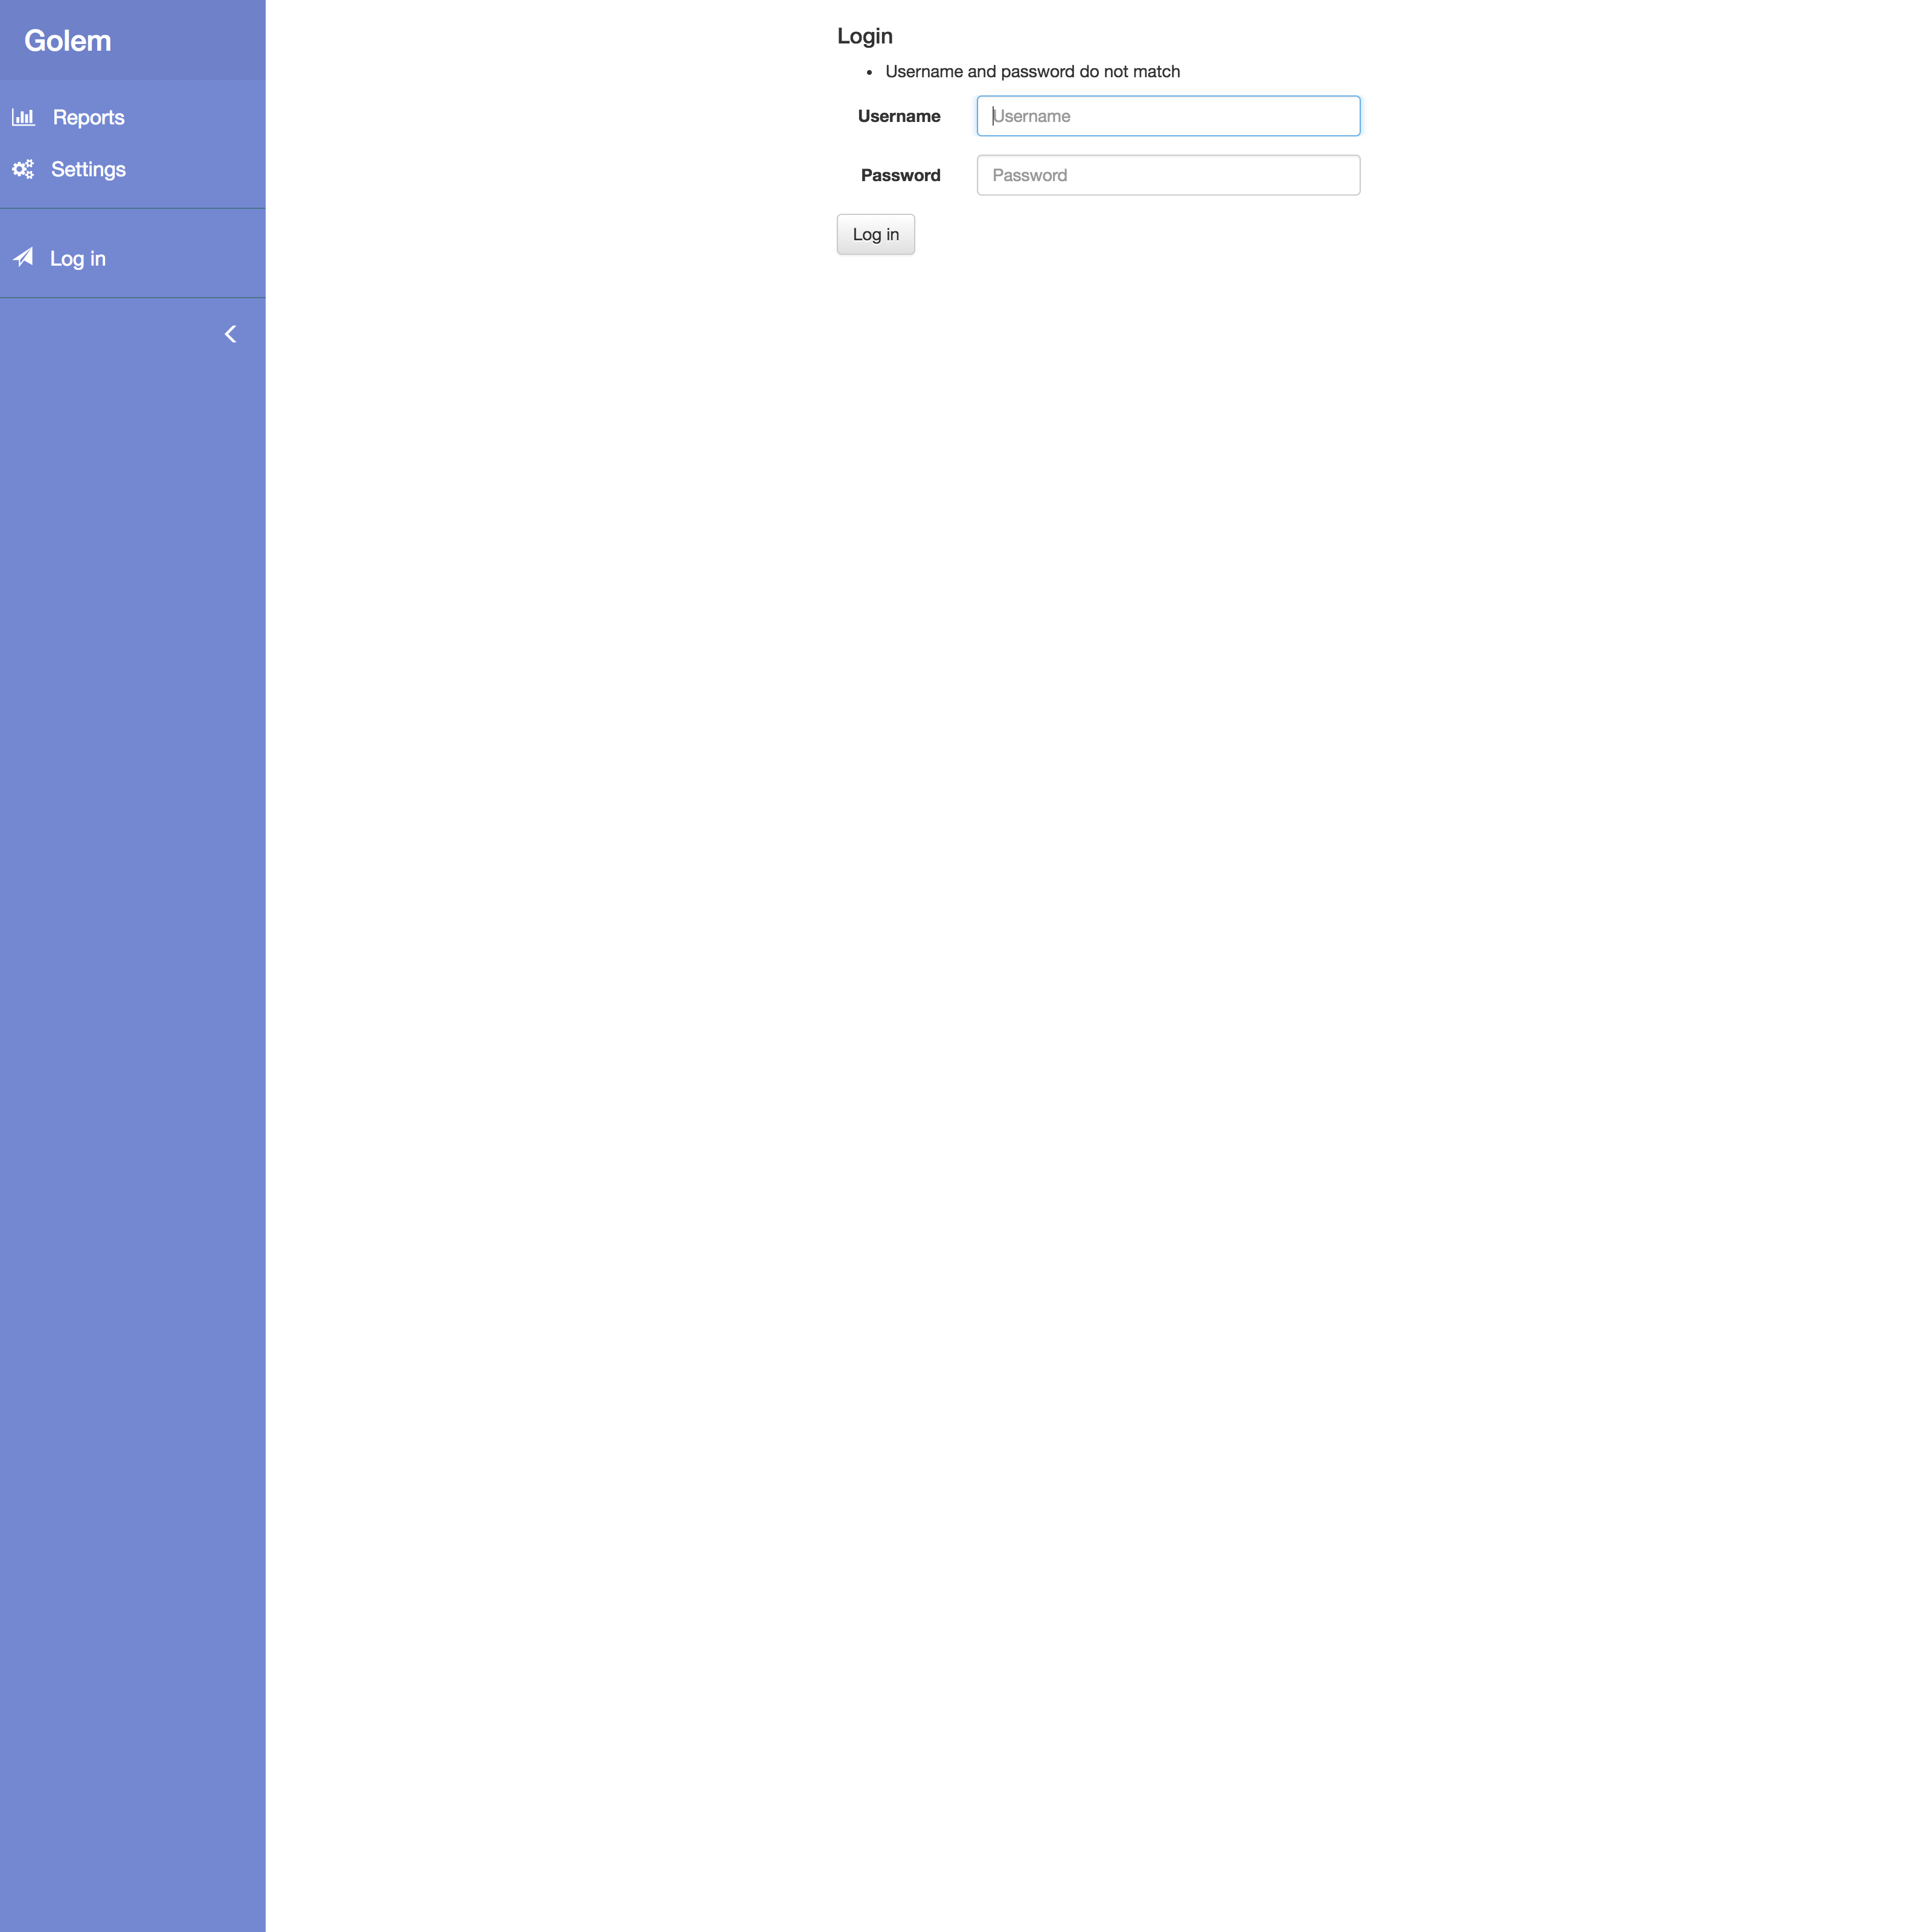 Golem
Reports
Settings
Log in
Login
Username and password do not match
Username
Username
Password
Password
Log in